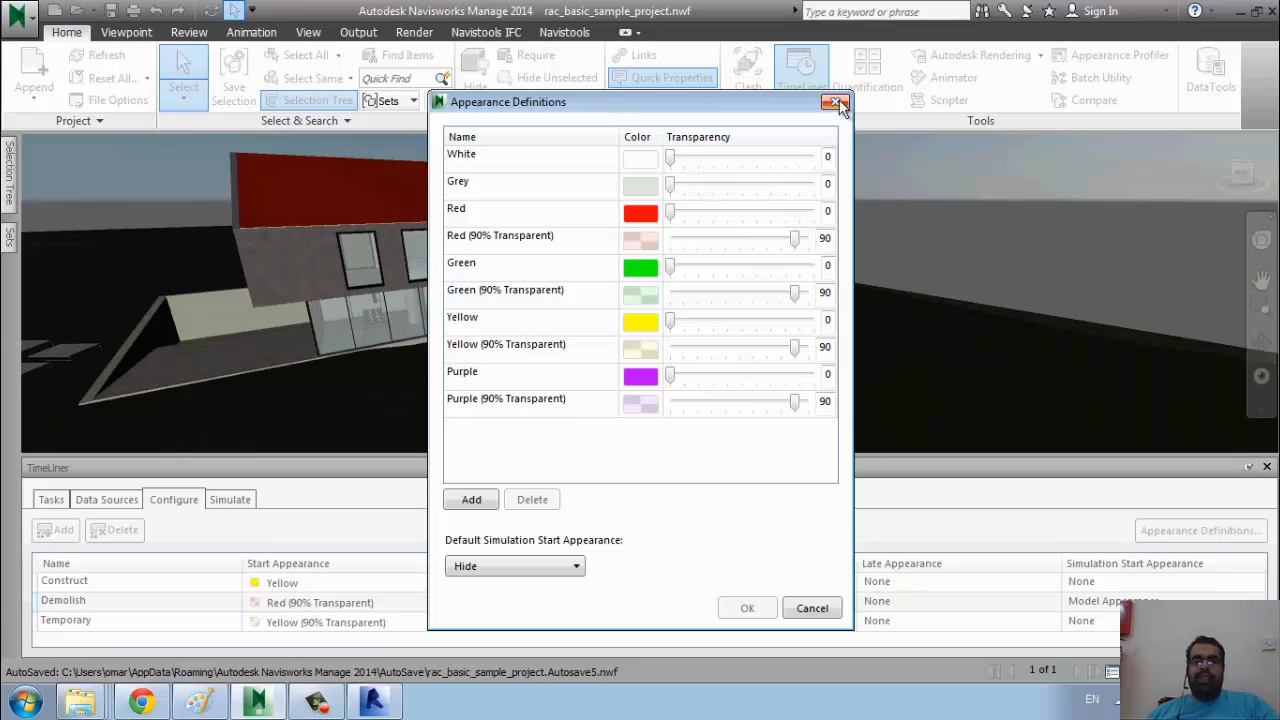 Autodesk Navisworks Manage 2014 rac_basic_sample_project.nwf
Type a keyword or phrase
Sign In
Home Viewpoint Review Animation View Output Render Navistools IFC Navistools
Append
Refresh
Reset All...
File Options
Project
Select
Save Selection
Select All
Select Same
Selection Tree
Find Items
Quick Find
Sets
Select & Search
Hide
Require
Hide Unselected
Links
Quick Properties
Clash
TimeLiner
Quantification
Autodesk Rendering
Animator
Scripter
Appearance Profiler
Batch Utility
Compare
Tools
DataTools
Selection Tree
Sets
Appearance Definitions
Name Color Transparency
White 0
Grey 0
Red 0
Red (90% Transparent) 90
Green 0
Green (90% Transparent) 90
Yellow 0
Yellow (90% Transparent) 90
Purple 0
Purple (90% Transparent) 90
Add Delete
Default Simulation Start Appearance:
Hide
OK Cancel
TimeLiner
Tasks Data Sources Configure Simulate
Add Delete
Appearance Definitions...
Name Start Appearance Late Appearance Simulation Start Appearance
Construct Yellow None None
Demolish Red (90% Transparent) None Model Appearance
Temporary Yellow (90% Transparent) None None
AutoSaved: C:\Users\omar\AppData\Roaming\Autodesk Navisworks Manage 2014\AutoSave\rac_basic_sample_project.Autosave5.nwf
1 of 1
EN